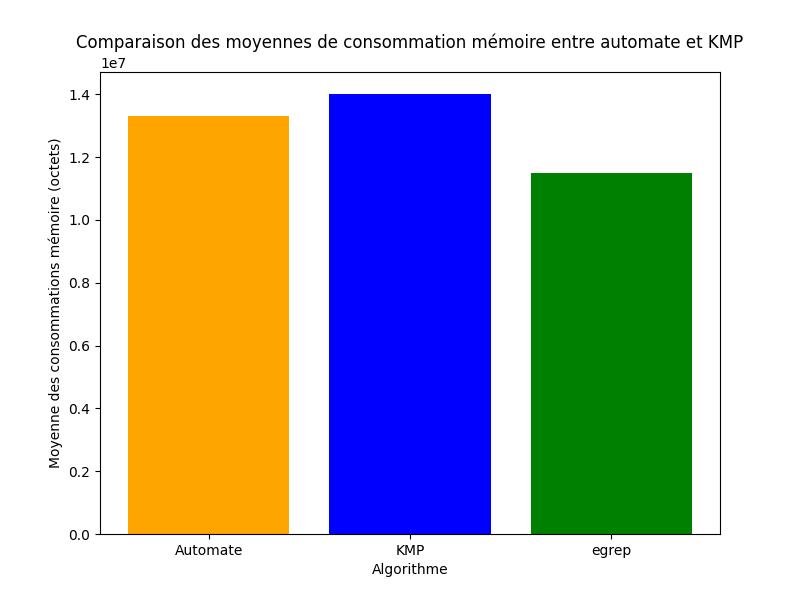 Comparaison des moyennes de consommation mémoire entre automate et KMP
1e7
1.4
1.2
1.0
0.8
0.6
0.4
0.2
0.0
Moyenne des consommations mémoire (octets)
Automate
KMP
egrep
Algorithme